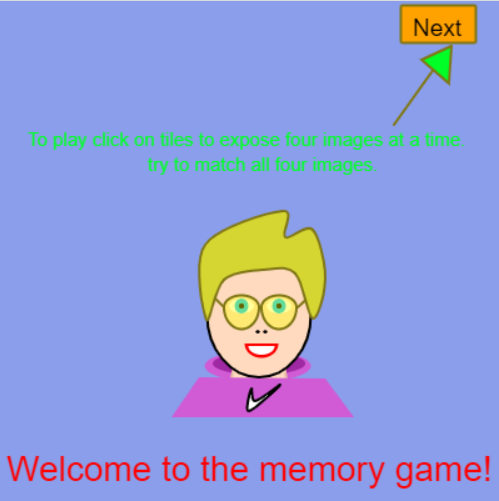 Next
To play click on tiles to expose four images at a time.
try to match all four images.
Welcome to the memory game!